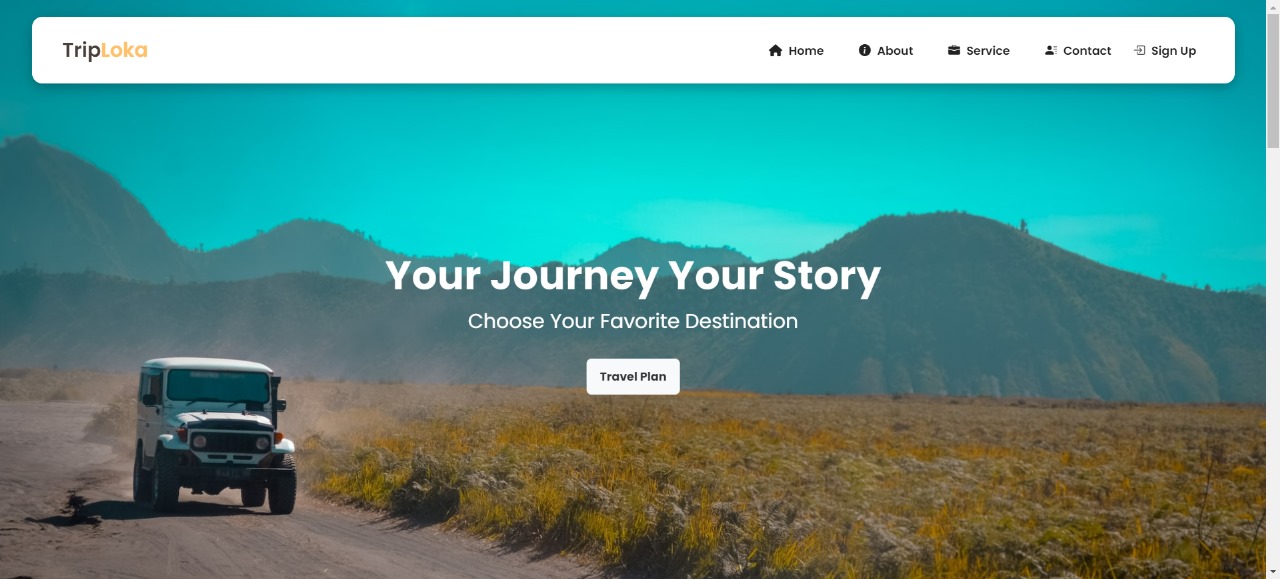 TripLoka
Home
About
Service
Contact
Sign Up
Your Journey Your Story
Choose Your Favorite Destination
Travel Plan